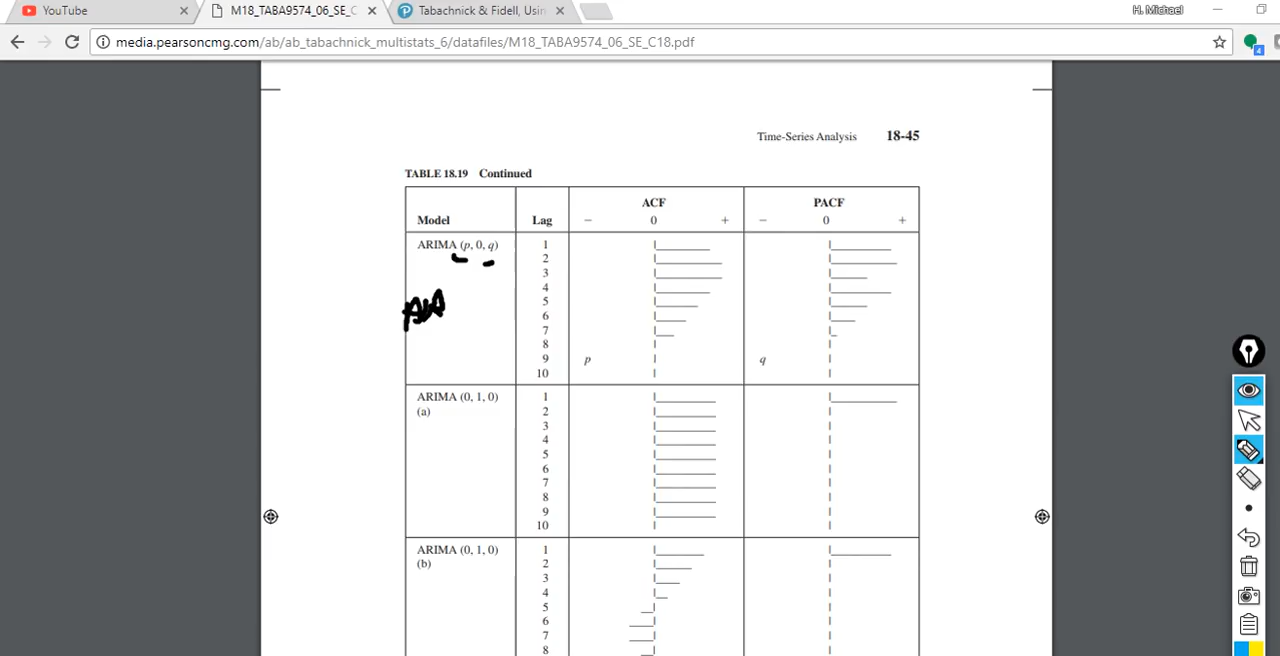 YouTube
M18_TABA9574_06_SE_C
Tabachnick & Fidell, Usin
H. Michael
media.pearsoncmg.com/ab/ab_tabachnick_multistats_6/datafiles/M18_TABA9574_06_SE_C18.pdf
4
Time-Series Analysis 18-45
TABLE 18.19 Continued
ACF PACF
Model Lag − 0 + − 0 +
ARIMA (p, 0, q) 1
2
3
4
5
6
7
8
9 p q
10
ARIMA (0, 1, 0) 1
(a) 2
3
4
5
6
7
8
9
10
ARIMA (0, 1, 0) 1
(b) 2
3
4
5
6
7
8